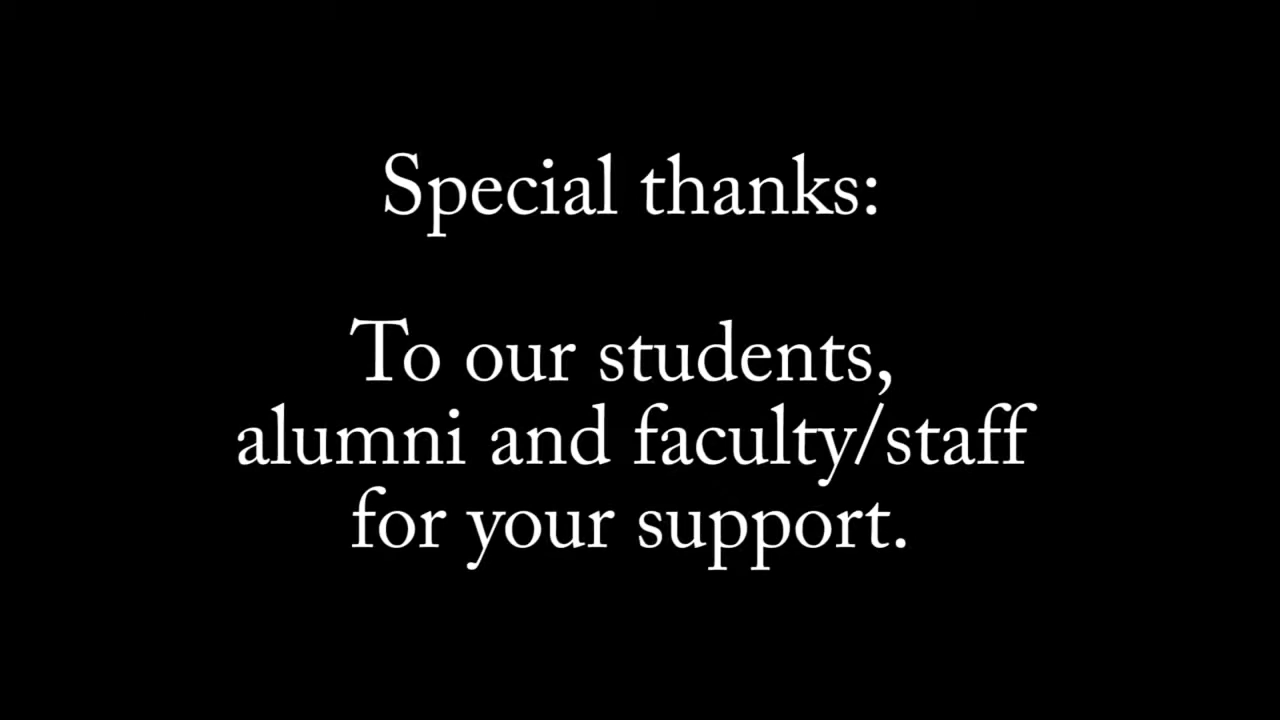 Special thanks:
To our students,
alumni and faculty/staff
for your support.